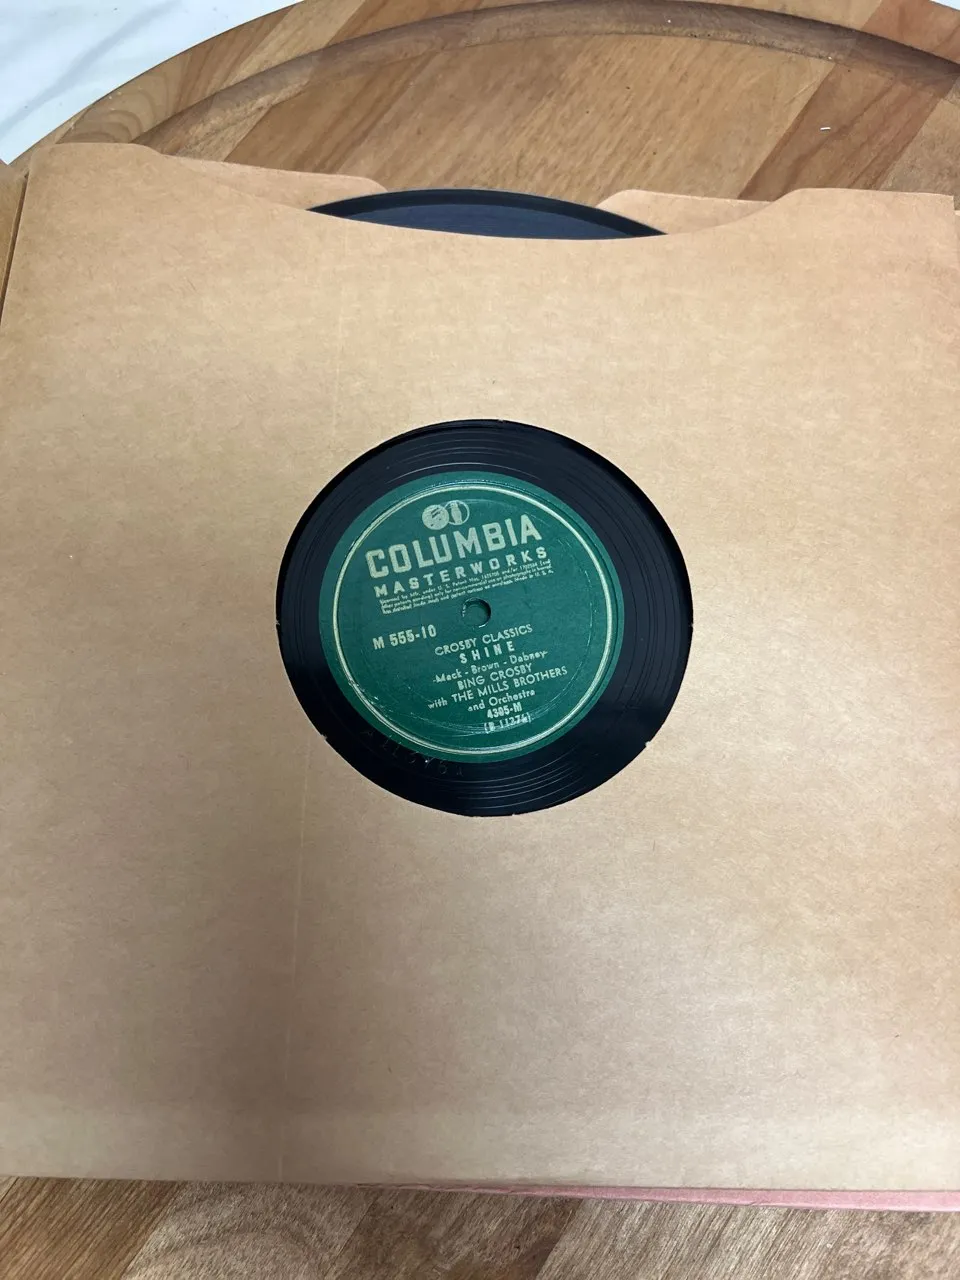 COLUMBIA
MASTERWORKS
M 555-10
CROSBY CLASSICS
SHINE
-Mack - Brown - Dabney-
BING CROSBY
with THE MILLS BROTHERS
and Orchestra
4305-M
(B 11376)